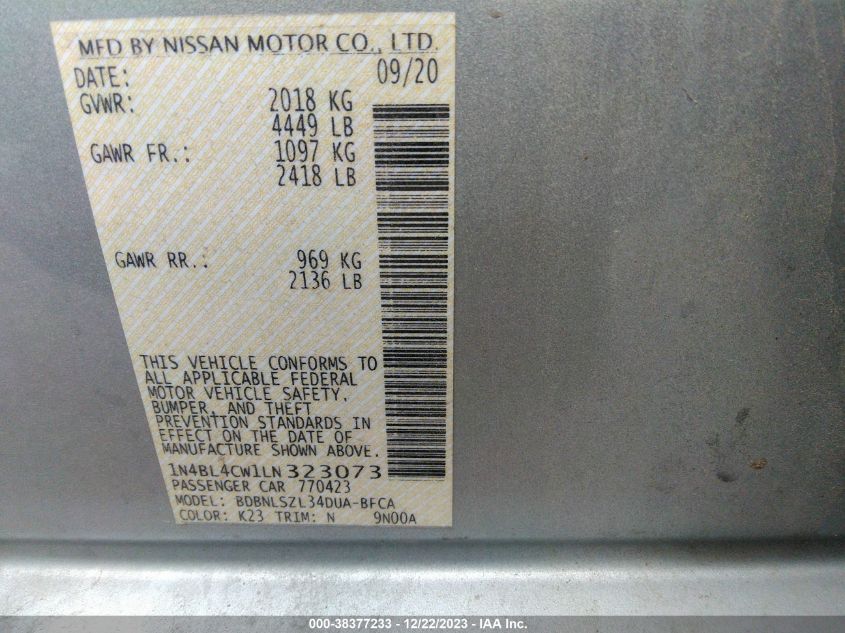 MFD BY NISSAN MOTOR CO., LTD.
DATE: 09/20
GVWR: 2018 KG
4449 LB
GAWR FR.: 1097 KG
2418 LB
GAWR RR.: 969 KG
2136 LB
THIS VEHICLE CONFORMS TO
ALL APPLICABLE FEDERAL
MOTOR VEHICLE SAFETY,
BUMPER, AND THEFT
PREVENTION STANDARDS IN
EFFECT ON THE DATE OF
MANUFACTURE SHOWN ABOVE.
1N4BL4CW1LN323073
PASSENGER CAR 770423
MODEL: BDBNLSZL34DUA-BFCA
COLOR: K23 TRIM: N 9N00A
000-38377233 - 12/22/2023 - IAA Inc.